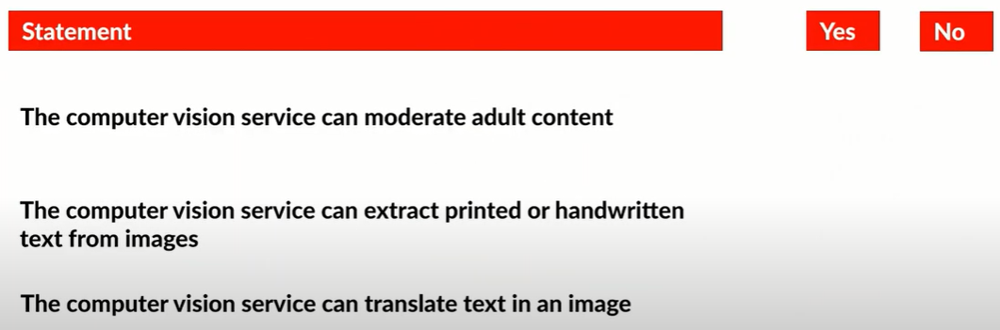 Statement Yes No
The computer vision service can moderate adult content
The computer vision service can extract printed or handwritten
text from images
The computer vision service can translate text in an image